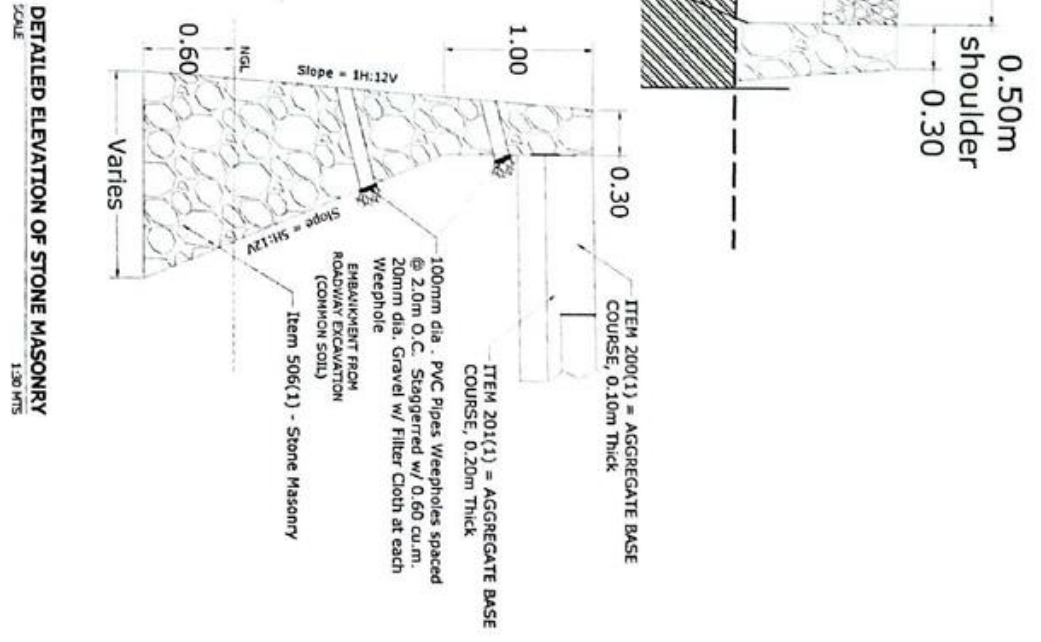 0.50m
shoulder
0.30
1.00
0.30
0.60
NGL
Slope = 1H:12V
Varies
Slope = 5H:12V
ITEM 200(1) = AGGREGATE BASE
COURSE, 0.10m Thick
ITEM 201(1) = AGGREGATE BASE
COURSE, 0.20m Thick
100mm dia . PVC Pipes Weepholes spaced
@ 2.0m O.C. Staggerred w/ 0.60 cu.m.
20mm dia. Gravel w/ Filter Cloth at each
Weephole
EMBANKMENT FROM
ROADWAY EXCAVATION
(COMMON SOIL)
Item 506(1) - Stone Masonry
DETAILED ELEVATION OF STONE MASONRY
SCALE 1:30 MTS